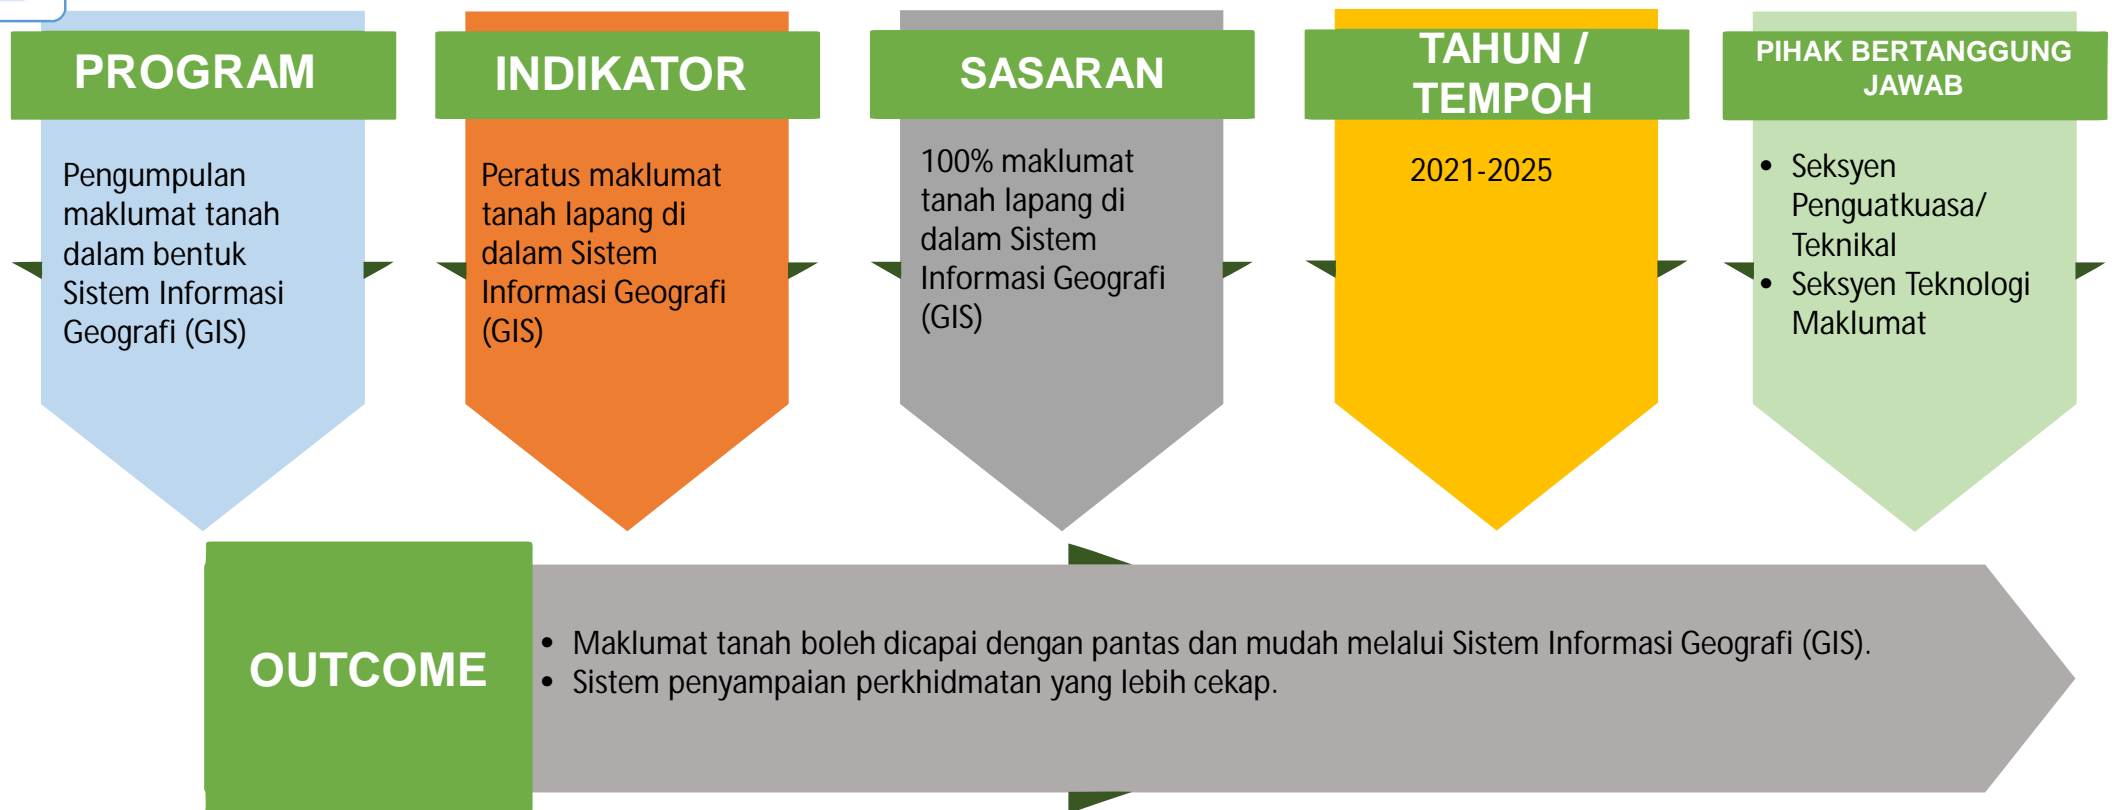 PROGRAM
Pengumpulan
maklumat tanah
dalam bentuk
Sistem Informasi
Geografi (GIS)
INDIKATOR
Peratus maklumat
tanah lapang di
dalam Sistem
Informasi Geografi
(GIS)
SASARAN
100% maklumat
tanah lapang di
dalam Sistem
Informasi Geografi
(GIS)
TAHUN /
TEMPOH
2021-2025
PIHAK BERTANGGUNG
JAWAB
• Seksyen
Penguatkuasa/
Teknikal
• Seksyen Teknologi
Maklumat
OUTCOME
• Maklumat tanah boleh dicapai dengan pantas dan mudah melalui Sistem Informasi Geografi (GIS).
• Sistem penyampaian perkhidmatan yang lebih cekap.